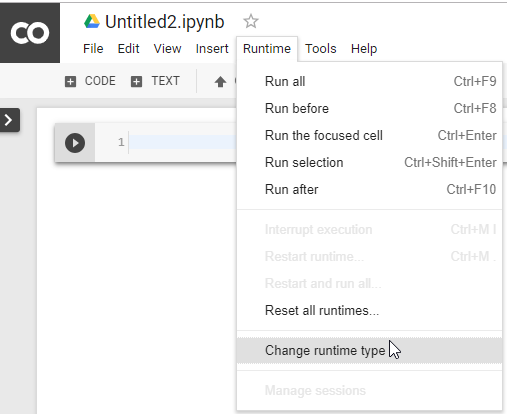 CO Untitled2.ipynb
File Edit View Insert Runtime Tools Help
CODE TEXT
Run all Ctrl+F9
Run before Ctrl+F8
Run the focused cell Ctrl+Enter
Run selection Ctrl+Shift+Enter
Run after Ctrl+F10
1
Interrupt execution Ctrl+M I
Restart runtime... Ctrl+M .
Restart and run all...
Reset all runtimes...
Change runtime type
Manage sessions